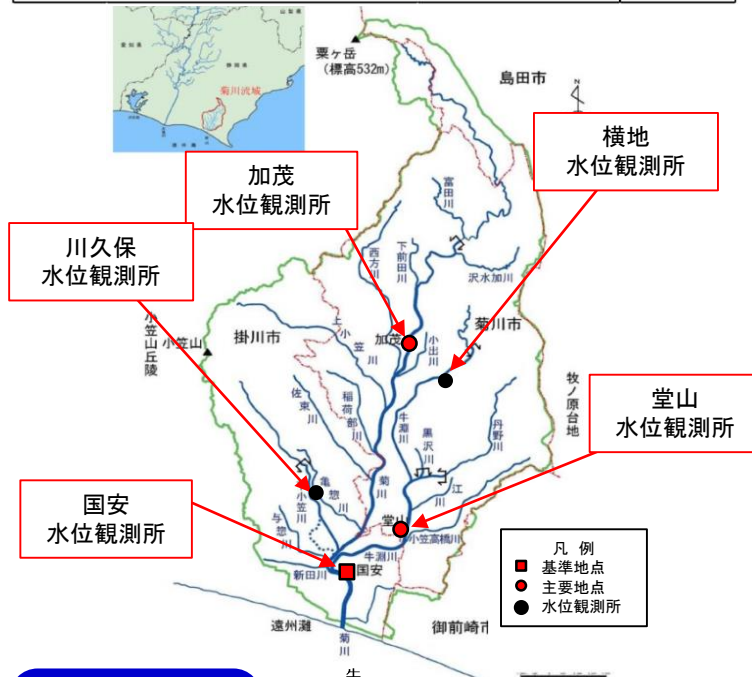 粟ヶ岳
(標高532m)
島田市
N
菊川流域
横地
水位観測所
加茂
水位観測所
川久保
水位観測所
富田川
西方川
下前田川
沢水加川
小笠山丘陵
小笠山
掛川市
上小笠川
加茂
小出川
菊川市
牧ノ原台地
堂山
水位観測所
佐束川
稲荷部川
牛淵川
黒沢川
丹野川
亀惣川
小笠川
菊川
江川
国安
水位観測所
与惣川
堂山
小笠高橋川
牛淵川
新田川
国安
凡 例
基準地点
主要地点
水位観測所
遠州灘
菊川
御前崎市